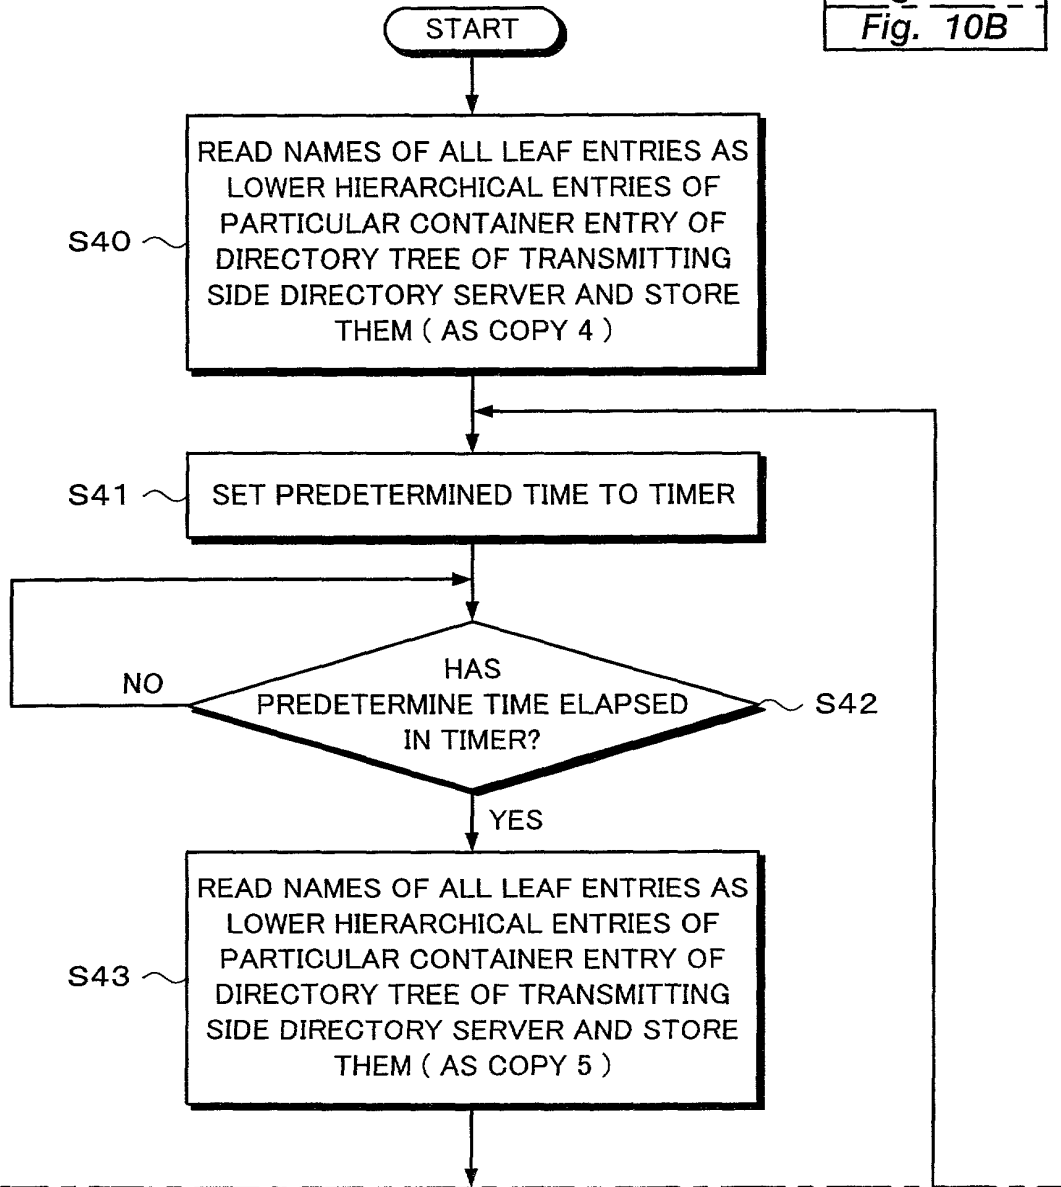 START
Fig. 10B
READ NAMES OF ALL LEAF ENTRIES AS
LOWER HIERARCHICAL ENTRIES OF
PARTICULAR CONTAINER ENTRY OF
DIRECTORY TREE OF TRANSMITTING
SIDE DIRECTORY SERVER AND STORE
THEM ( AS COPY 4 )
S40
S41
SET PREDETERMINED TIME TO TIMER
NO
HAS
PREDETERMINE TIME ELAPSED
IN TIMER?
S42
YES
READ NAMES OF ALL LEAF ENTRIES AS
LOWER HIERARCHICAL ENTRIES OF
PARTICULAR CONTAINER ENTRY OF
DIRECTORY TREE OF TRANSMITTING
SIDE DIRECTORY SERVER AND STORE
THEM ( AS COPY 5 )
S43